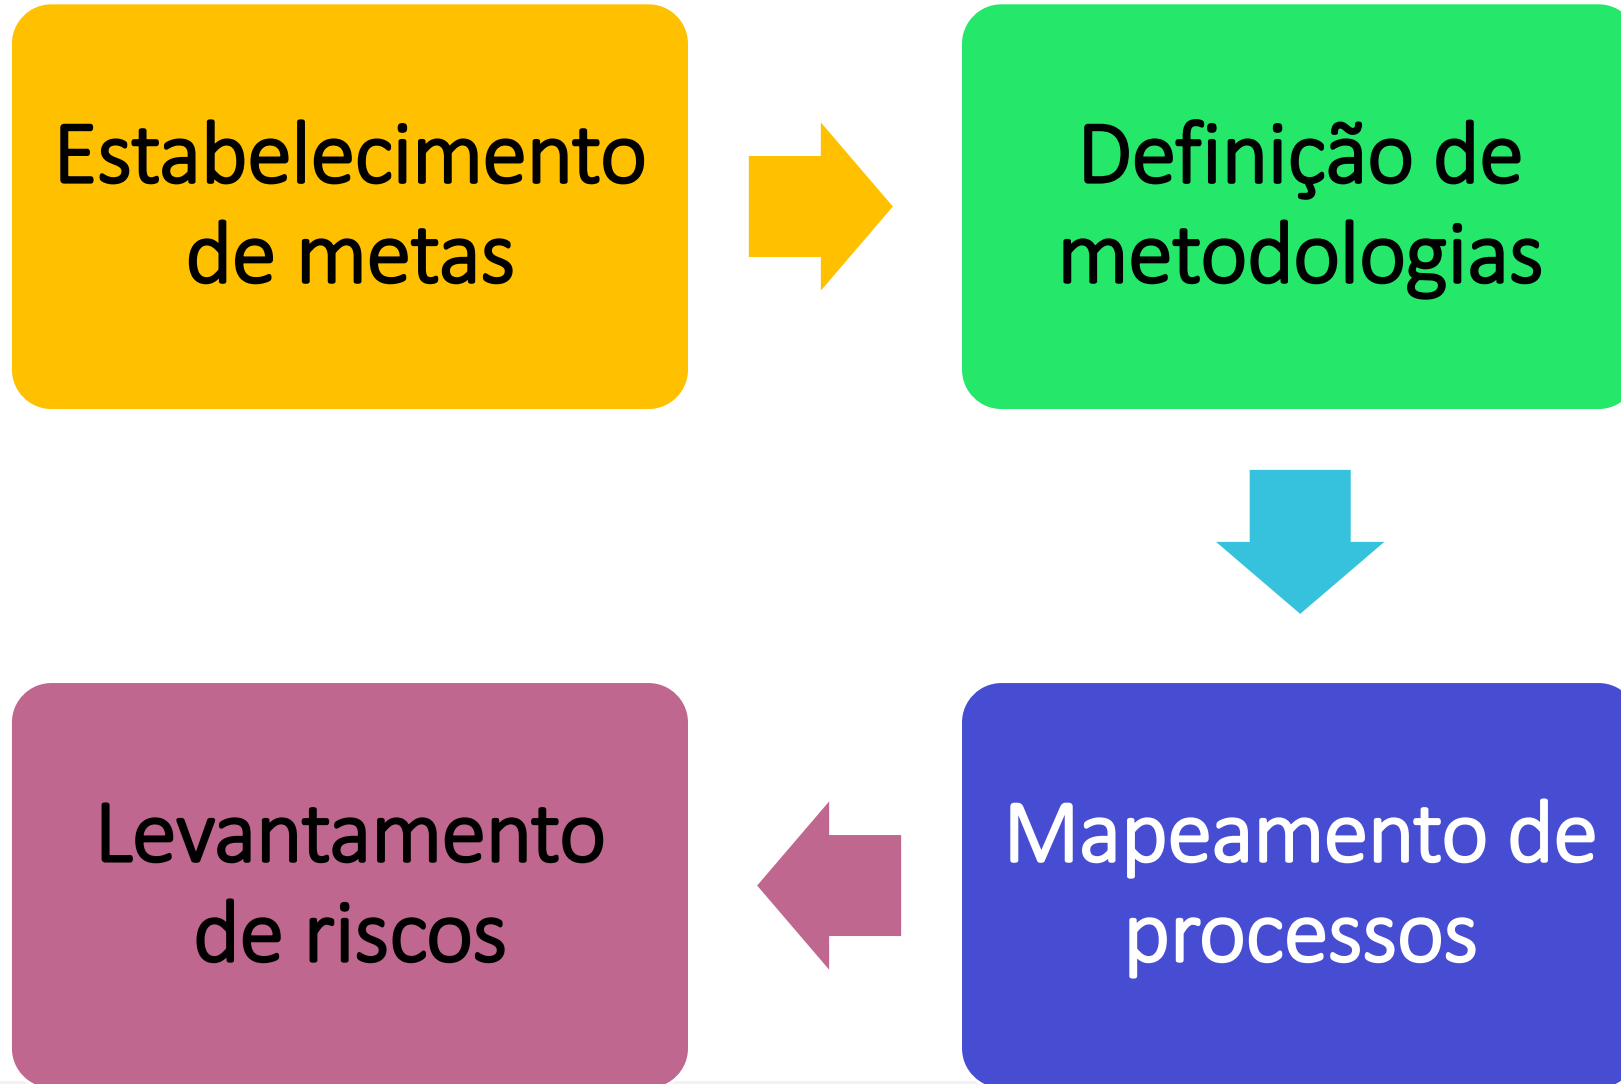 Estabelecimento
de metas
Definição de
metodologias
Mapeamento de
processos
Levantamento
de riscos